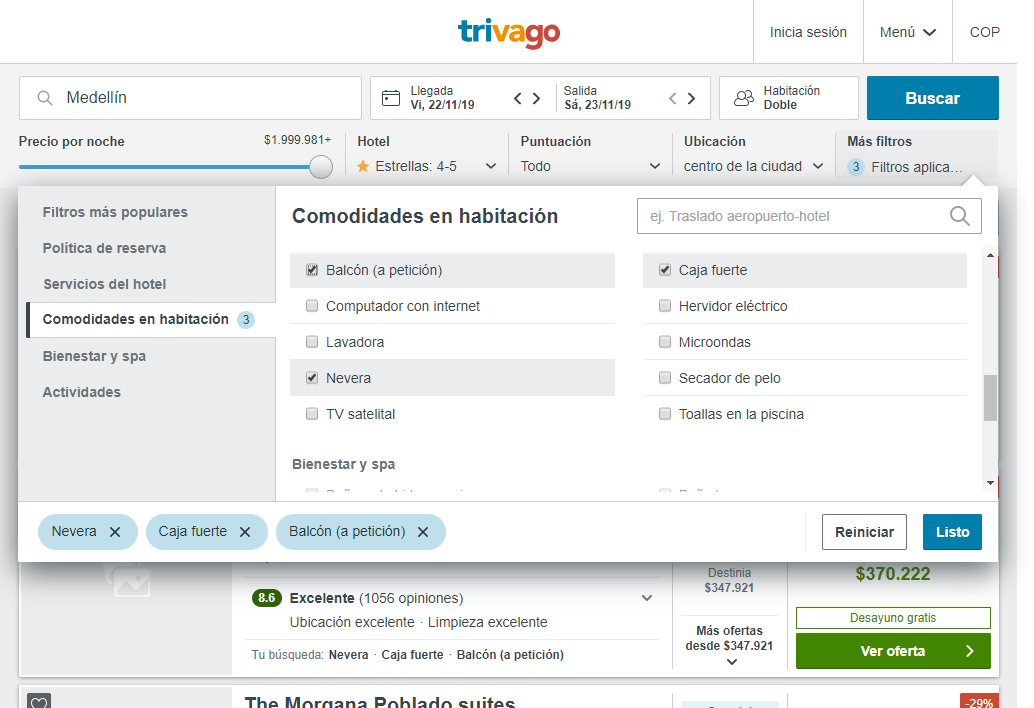 trivago
Inicia sesión
Menú
COP
Medellín
Llegada
Vi, 22/11/19
Salida
Sá, 23/11/19
Habitación
Doble
Buscar
Precio por noche
$1.999.981+
Hotel
Estrellas: 4-5
Puntuación
Todo
Ubicación
centro de la ciudad
Más filtros
3 Filtros aplica...
Filtros más populares
Política de reserva
Servicios del hotel
Comodidades en habitación 3
Bienestar y spa
Actividades
Comodidades en habitación
ej. Traslado aeropuerto-hotel
Balcón (a petición)
Caja fuerte
Computador con internet
Hervidor eléctrico
Lavadora
Microondas
Nevera
Secador de pelo
TV satelital
Toallas en la piscina
Bienestar y spa
Nevera
Caja fuerte
Balcón (a petición)
Reiniciar
Listo
8.6 Excelente (1056 opiniones)
Ubicación excelente · Limpieza excelente
Tu búsqueda: Nevera · Caja fuerte · Balcón (a petición)
Destinia
$347.921
Más ofertas
desde $347.921
$370.222
Desayuno gratis
Ver oferta
The Morgana Poblado suites
-29%